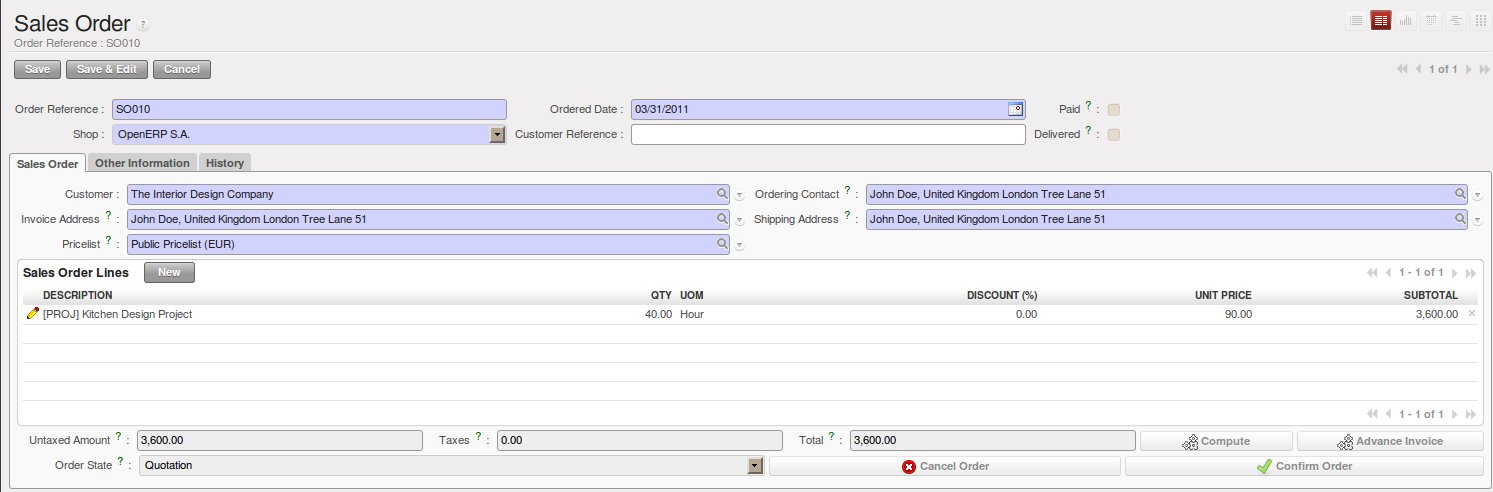 Sales Order ?
Order Reference : SO010
Save Save & Edit Cancel 1 of 1
Order Reference : SO010 Ordered Date : 03/31/2011 Paid ? :
Shop : OpenERP S.A. Customer Reference : Delivered ? :
Sales Order Other Information History
Customer : The Interior Design Company Ordering Contact ? : John Doe, United Kingdom London Tree Lane 51
Invoice Address ? : John Doe, United Kingdom London Tree Lane 51 Shipping Address ? : John Doe, United Kingdom London Tree Lane 51
Pricelist ? : Public Pricelist (EUR)
Sales Order Lines New 1 - 1 of 1
DESCRIPTION QTY UOM DISCOUNT (%) UNIT PRICE SUBTOTAL
[PROJ] Kitchen Design Project 40.00 Hour 0.00 90.00 3,600.00
1 - 1 of 1
Untaxed Amount ? : 3,600.00 Taxes ? : 0.00 Total ? : 3,600.00 Compute Advance Invoice
Order State ? : Quotation Cancel Order Confirm Order